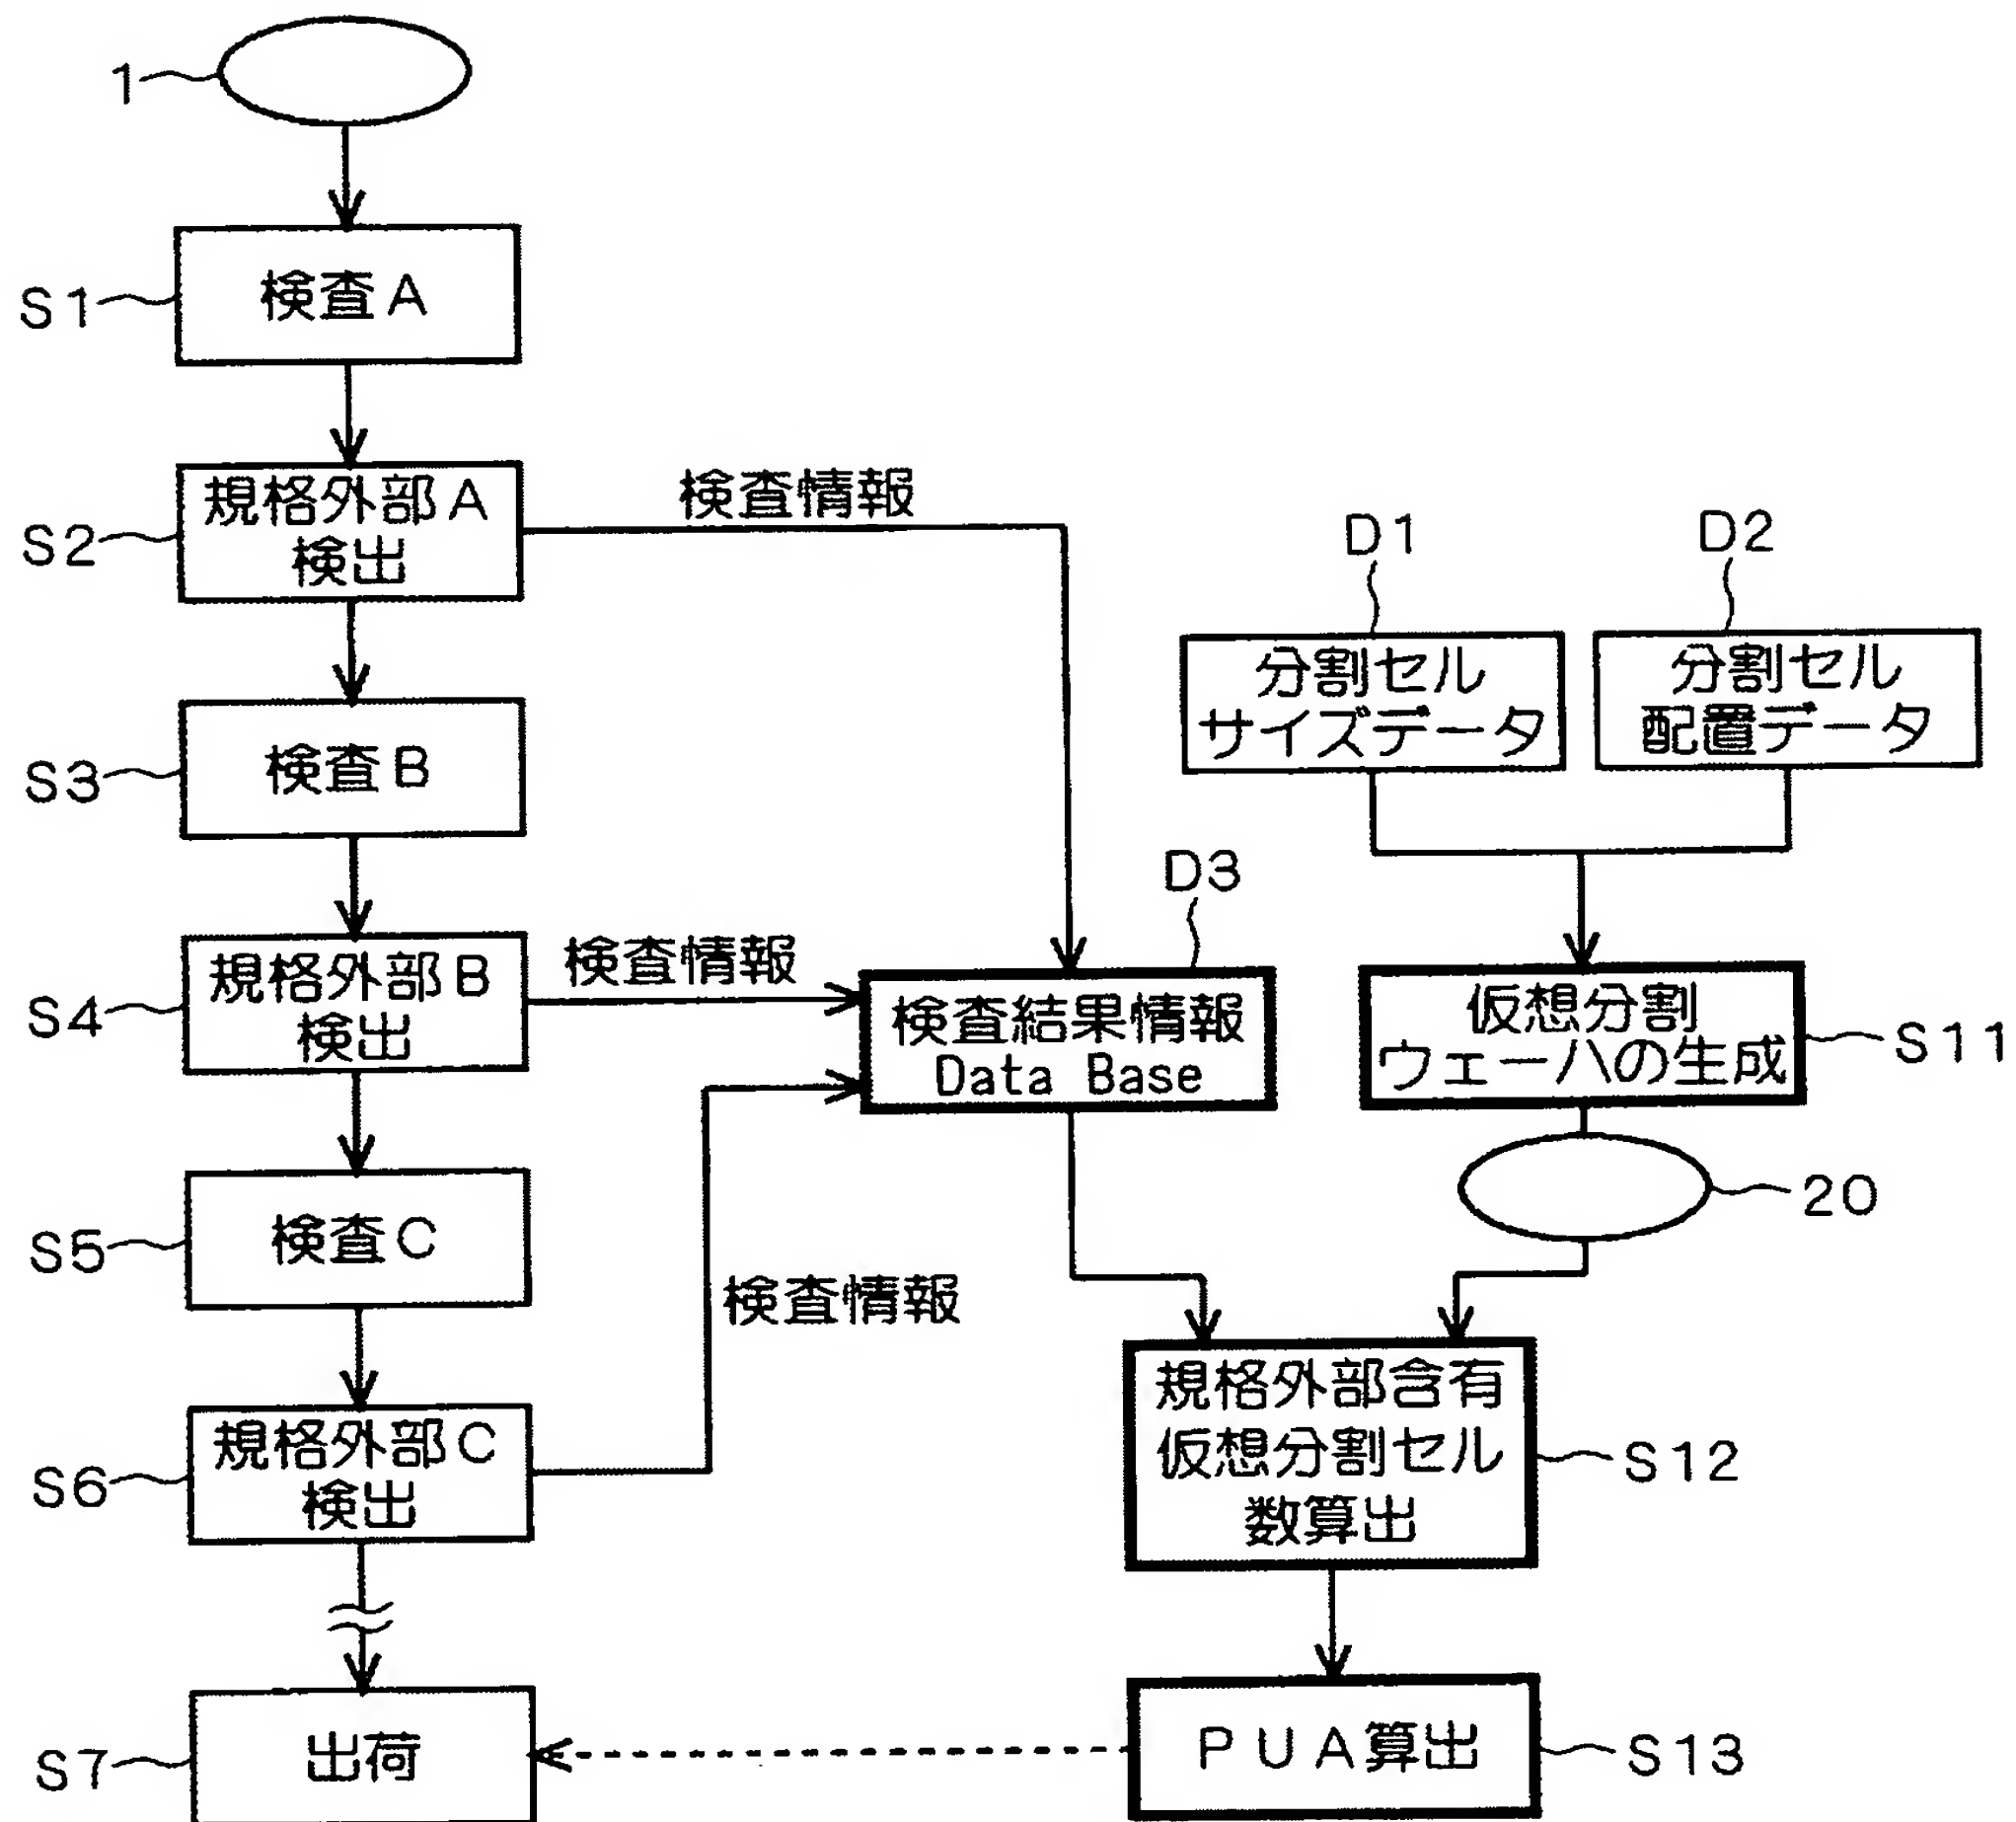 1
S1
検査A
S2
規格外部A
検出
検査情報
S3
検査B
S4
規格外部B
検出
検査情報
S5
検査C
S6
規格外部C
検出
検査情報
S7
出荷
D1
分割セル
サイズデータ
D2
分割セル
配置データ
D3
検査結果情報
Data Base
仮想分割
ウェーハの生成
S11
20
規格外部含有
仮想分割セル
数算出
S12
PUA算出
S13